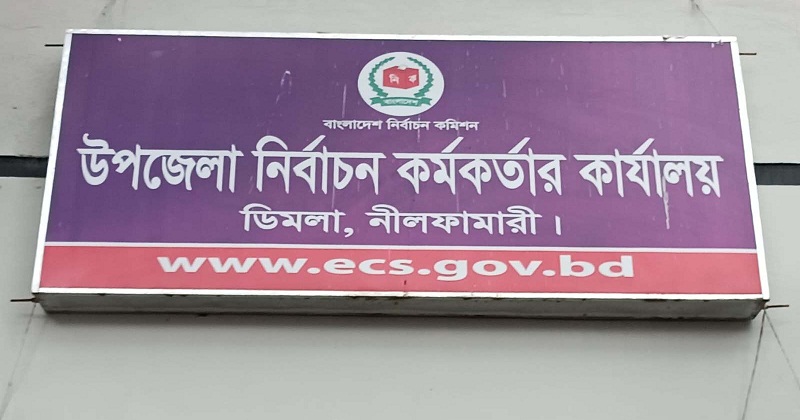 নি ক
বাংলাদেশ
বাংলাদেশ নির্বাচন কমিশন
উপজেলা নির্বাচন কর্মকর্তার কার্যালয়
ডিমলা, নীলফামারী।
www.ecs.gov.bd